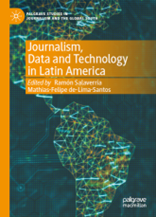 PALGRAVE STUDIES IN
JOURNALISM AND THE GLOBAL SOUTH
Journalism,
Data and Technology
in Latin America
Edited by Ramón Salaverría
Mathias-Felipe de-Lima-Santos
palgrave
macmillan